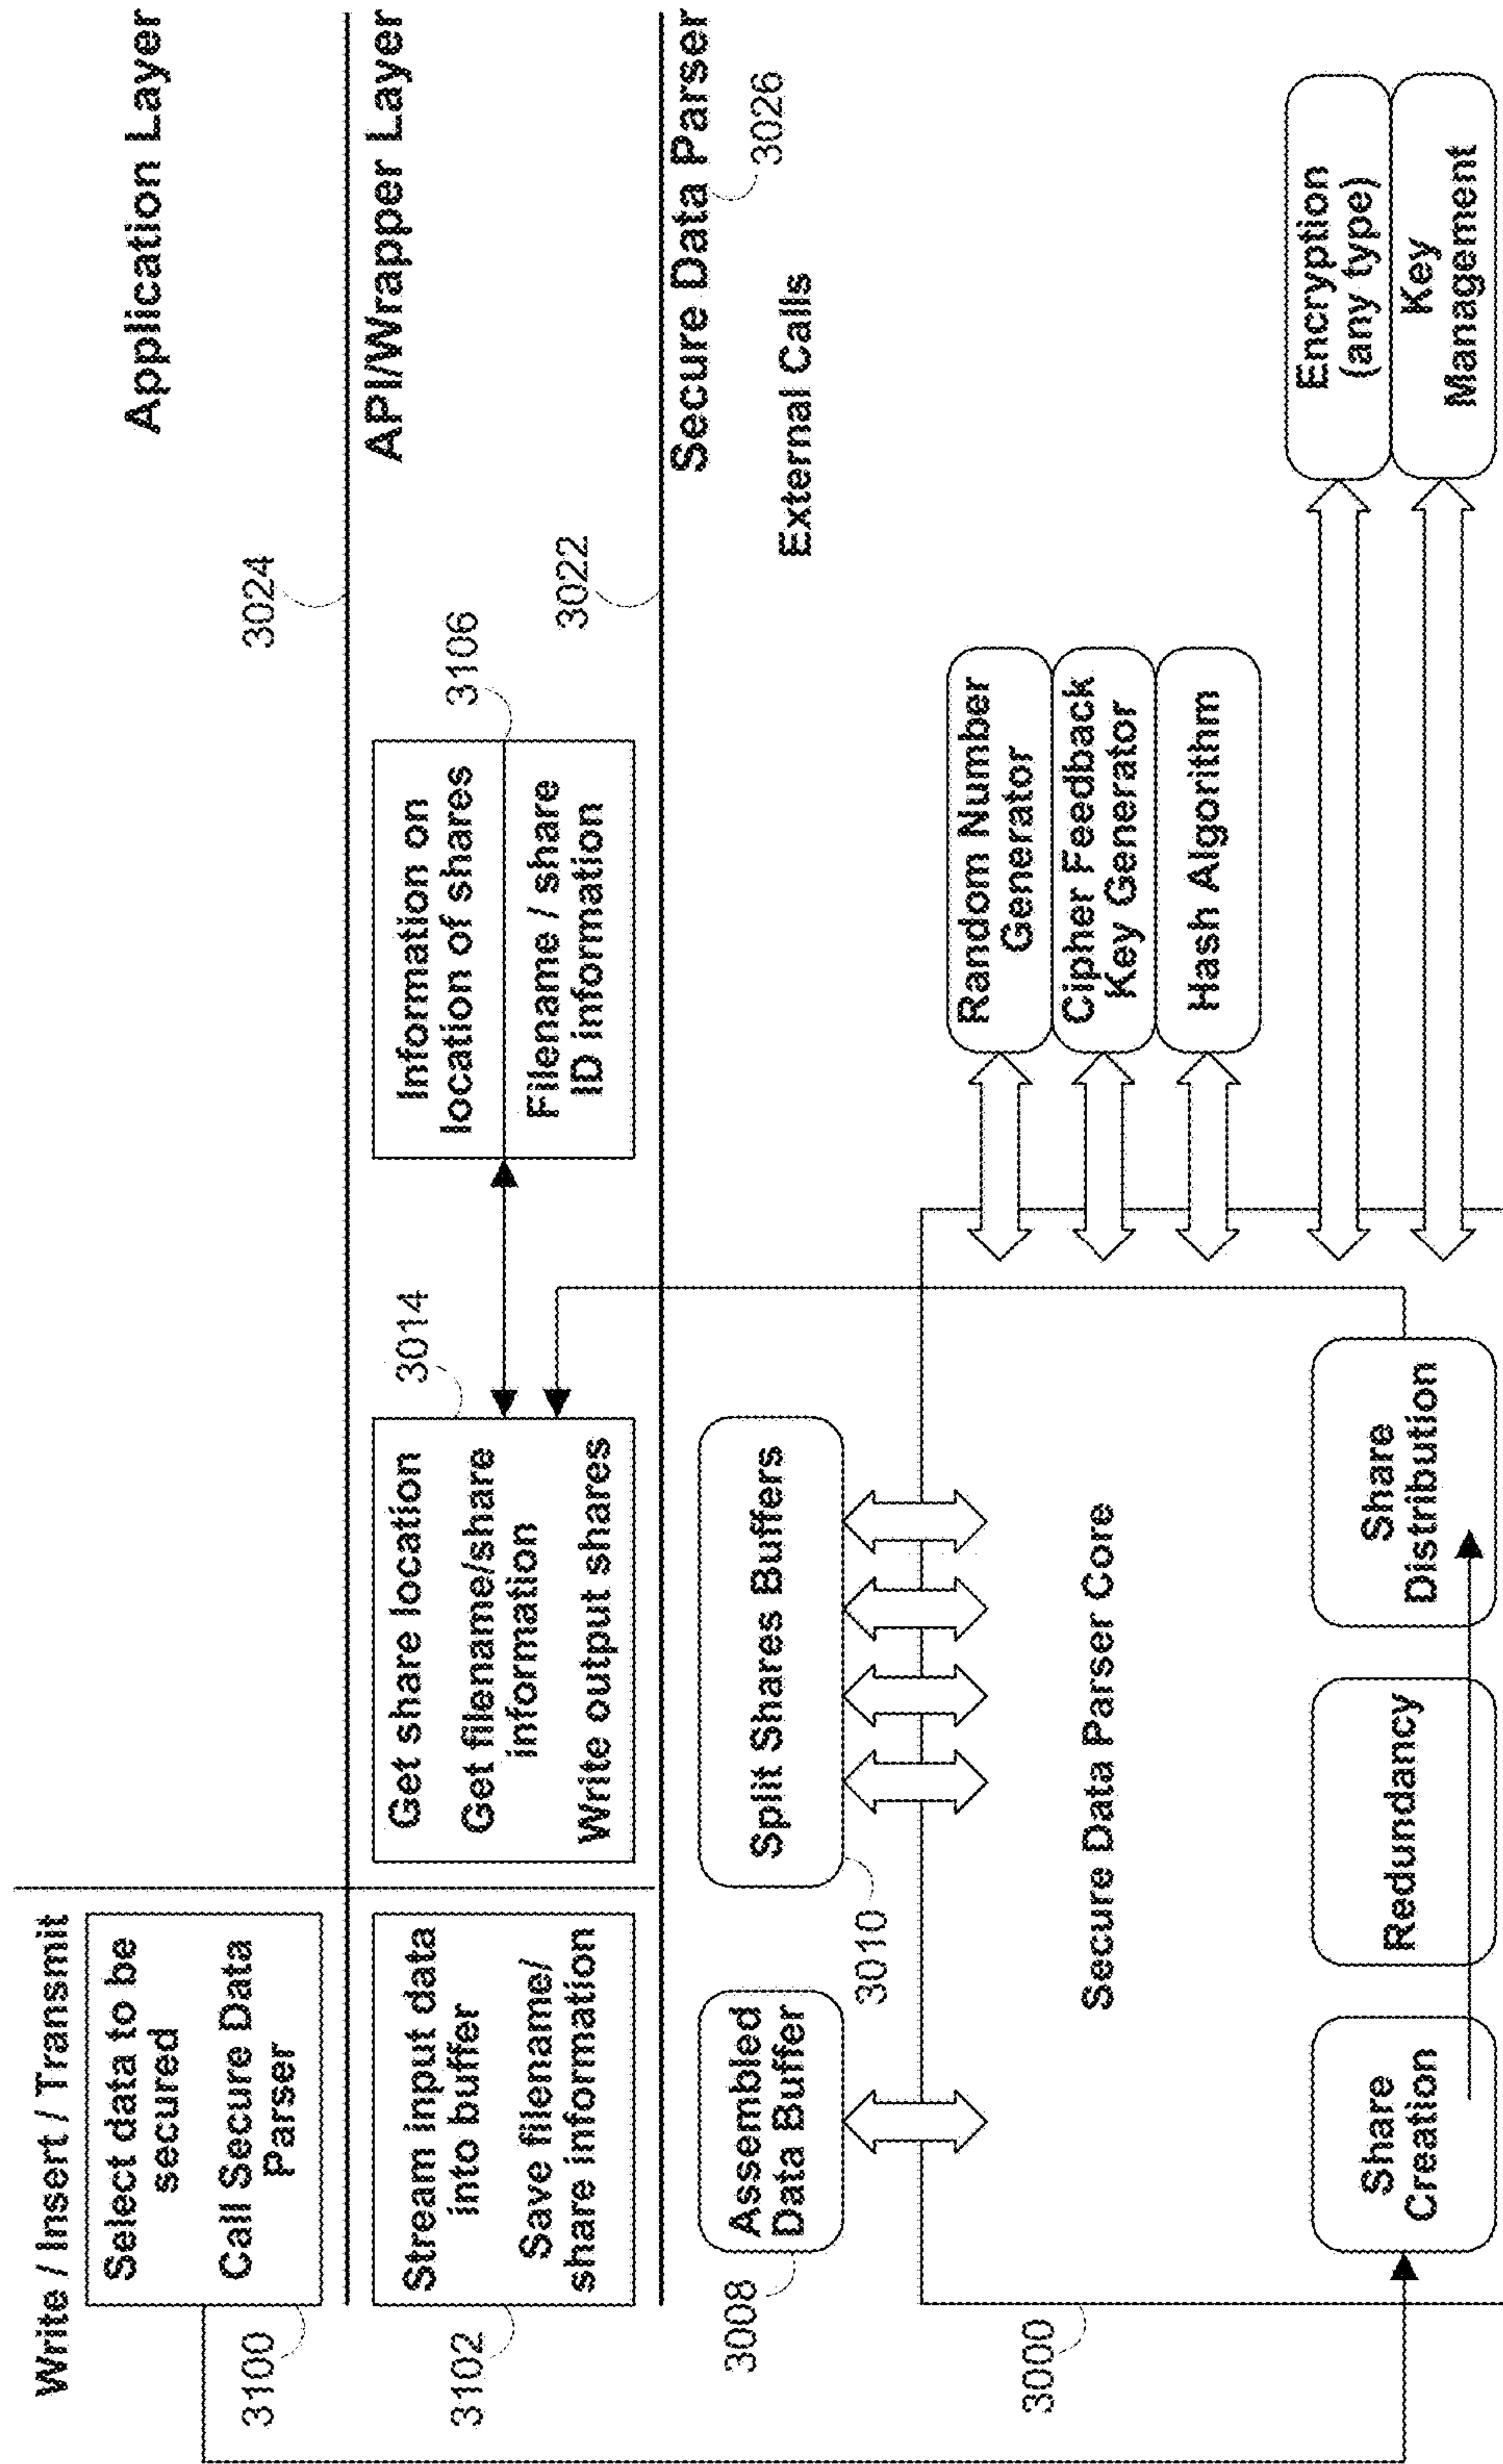 Write / Insert / Transmit
Application Layer
Select data to be
secured
Call Secure Data
Parser
3100
3024
API/Wrapper Layer
Stream input data
into buffer
Save filename/
share information
3102
Get share location
Get filename/share
information
Write output shares
3014
Information on
location of shares
Filename / share
ID information
3106
3022
Secure Data Parser
3026
External Calls
Assembled
Data Buffer
3008
Split Shares Buffers
3010
3000
Secure Data Parser Core
Random Number
Generator
Cipher Feedback
Key Generator
Hash Algorithm
Encryption
(any type)
Key
Management
Share
Creation
Redundancy
Share
Distribution